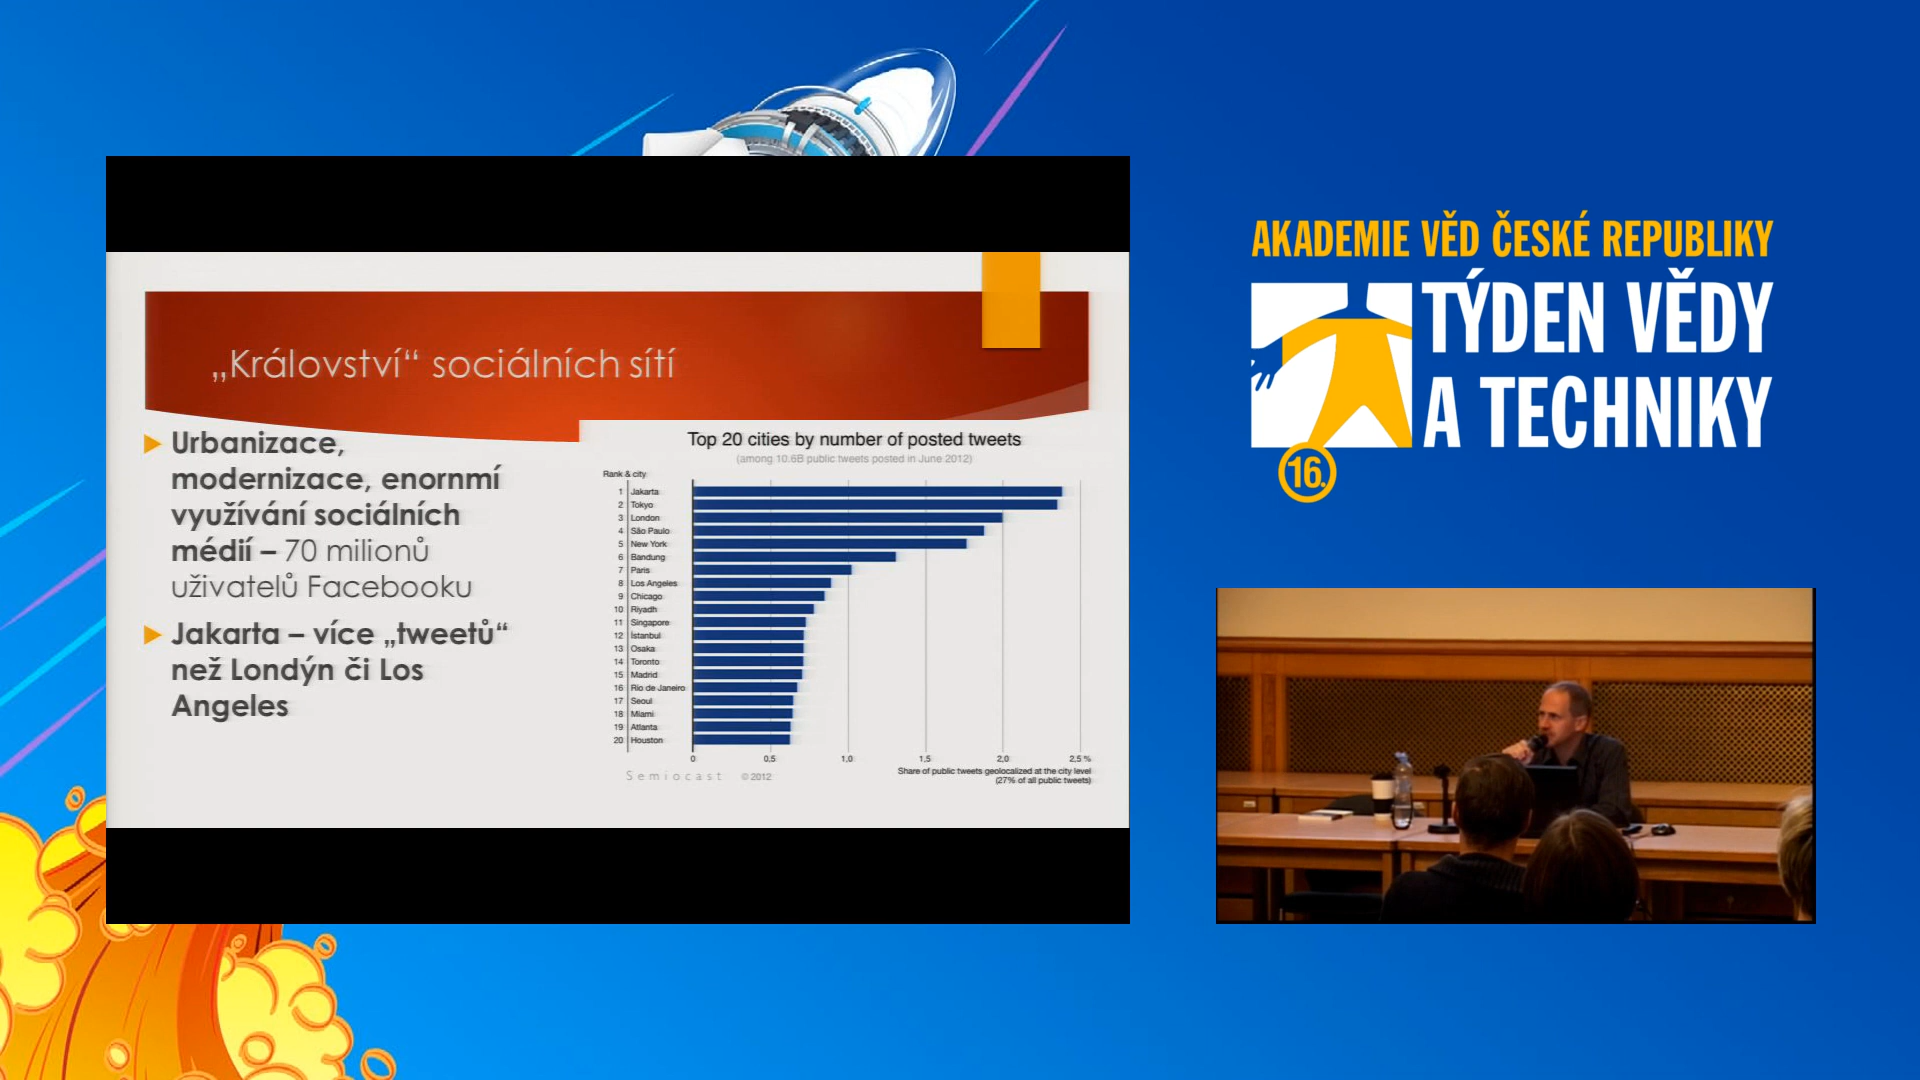 „Království“ sociálních sítí
Urbanizace,
modernizace, enornmí
využívání sociálních
médií – 70 milionů
uživatelů Facebooku
Jakarta – více „tweetů“
než Londýn či Los
Angeles
Top 20 cities by number of posted tweets
(among 10.6B public tweets posted in June 2012)
Rank & city
1 Jakarta
2 Tokyo
3 London
4 São Paulo
5 New York
6 Bandung
7 Paris
8 Los Angeles
9 Chicago
10 Riyadh
11 Singapore
12 İstanbul
13 Osaka
14 Toronto
15 Madrid
16 Rio de Janeiro
17 Seoul
18 Miami
19 Atlanta
20 Houston
0 0,5 1,0 1,5 2,0 2,5 %
Semiocast © 2012
Share of public tweets geolocalized at the city level
(27% of all public tweets)
AKADEMIE VĚD ČESKÉ REPUBLIKY
TÝDEN VĚDY
A TECHNIKY
16.